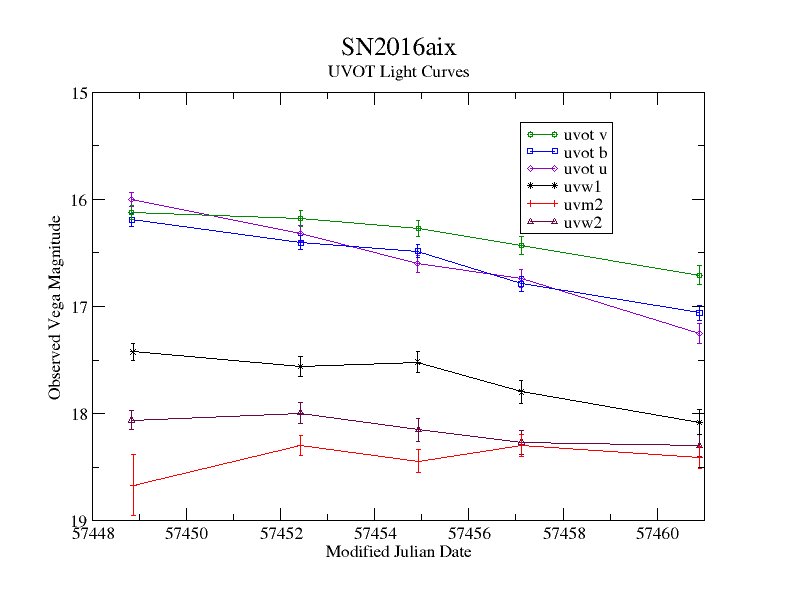 SN2016aix
UVOT Light Curves
15
16
17
18
19
Observed Vega Magnitude
uvot v
uvot b
uvot u
uvw1
uvm2
uvw2
57448
57450
57452
57454
57456
57458
57460
Modified Julian Date